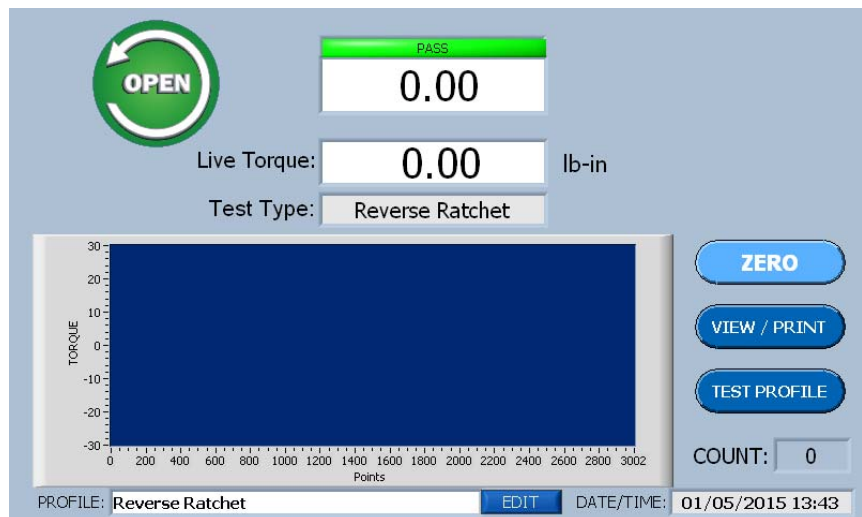 PASS
OPEN
0.00
Live Torque: 0.00 lb-in
Test Type: Reverse Ratchet
30
20
10
0
-10
-20
-30
TORQUE
0 200 400 600 800 1000 1200 1400 1600 1800 2000 2200 2400 2600 2800 3002
Points
ZERO
VIEW / PRINT
TEST PROFILE
COUNT: 0
PROFILE: Reverse Ratchet EDIT DATE/TIME: 01/05/2015 13:43